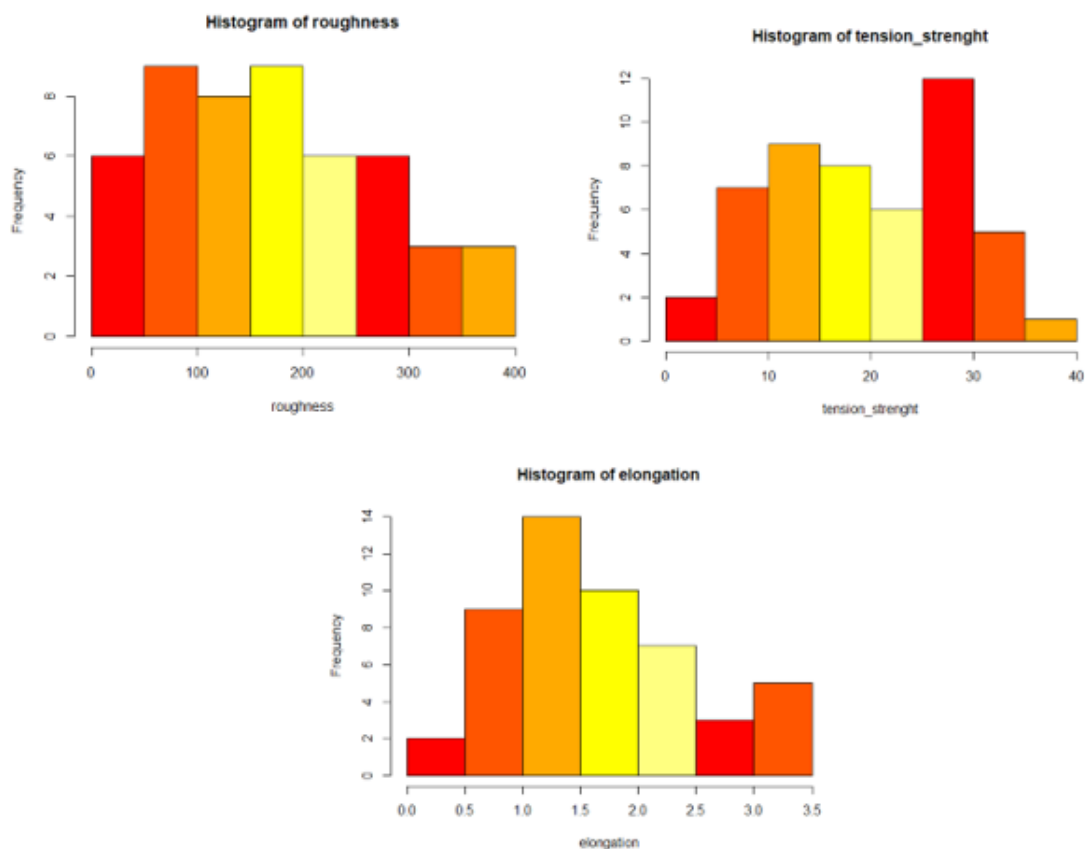 Histogram of roughness
Frequency
0 2 4 6 8
0 100 200 300 400
roughness
Histogram of tension_strenght
Frequency
0 2 4 6 8 10 12
0 10 20 30 40
tension_strenght
Histogram of elongation
Frequency
0 2 4 6 8 10 12 14
0.0 0.5 1.0 1.5 2.0 2.5 3.0 3.5
elongation